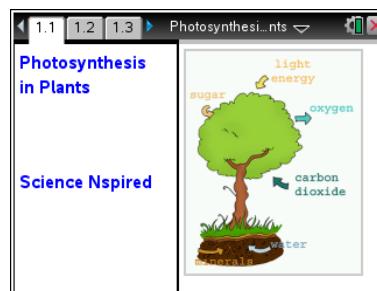 1.1 1.2 1.3 Photosynthesi...nts
Photosynthesis
in Plants
Science Nspired
light
energy
sugar
oxygen
carbon
dioxide
water
minerals